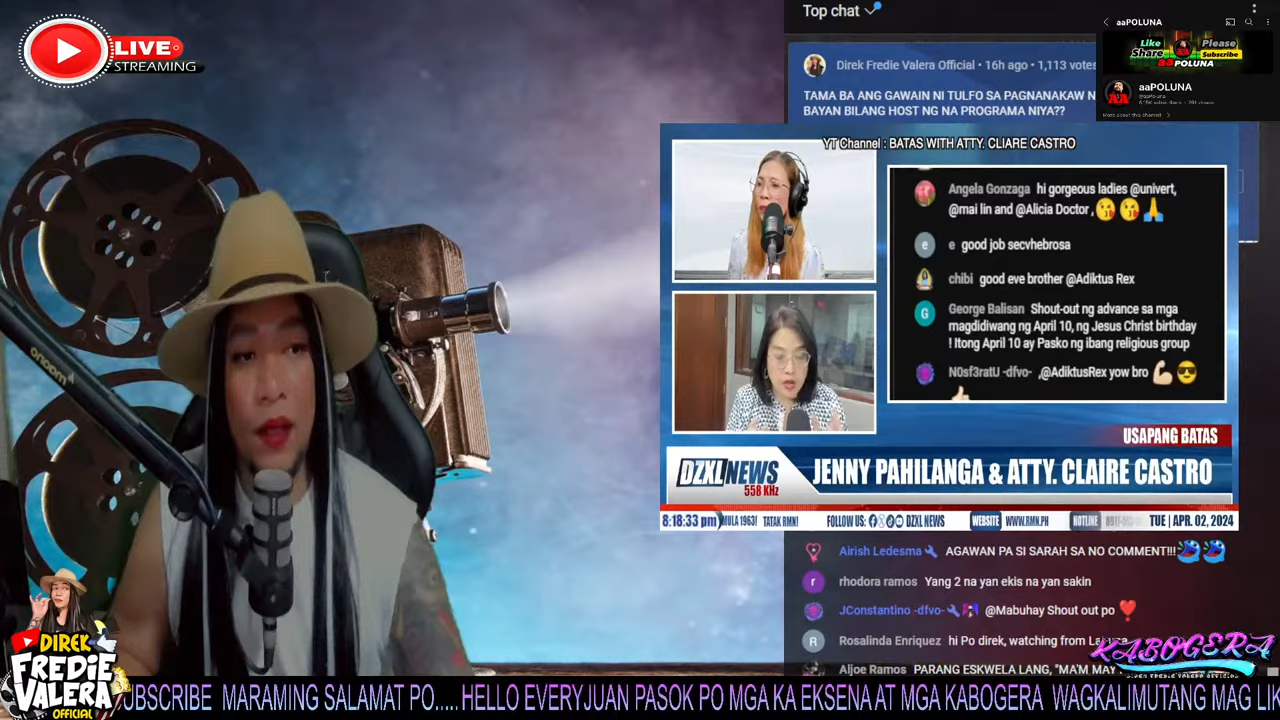 LIVE
STREAMING
Top chat
Direk Fredie Valera Official • 16h ago • 1,113 votes
TAMA BA ANG GAWAIN NI TULFO SA PAGNANAKAW N
BAYAN BILANG HOST NG NA PROGRAMA NIYA??
aaPOLUNA
Like
Share
Please
Subscribe
aaPOLUNA
aaPOLUNA
More about this channel
YT Channel : BATAS WITH ATTY. CLIARE CASTRO
Angela Gonzaga hi gorgeous ladies @univert,
@mai lin and @Alicia Doctor ,😘😘🙏
e e good job secvhebrosa
chibi good eve brother @Adiktus Rex
G George Balisan Shout-out ng advance sa mga
magdidiwang ng April 10, ng Jesus Christ birthday
! Itong April 10 ay Pasko ng ibang religious group
N0sf3ratU -dfvo- ,@AdiktusRex yow bro 💪😎
USAPANG BATAS
DZXL NEWS
558 KHz
JENNY PAHILANGA & ATTY. CLAIRE CASTRO
8:18:33 pm MULA 1963! TATAK RMN! FOLLOW US: DZXL NEWS WEBSITE WWW.RMN.PH HOTLINE TUE | APR. 02, 2024
Airish Ledesma AGAWAN PA SI SARAH SA NO COMMENT!!!
r rhodora ramos Yang 2 na yan ekis na yan sakin
JConstantino -dfvo- @Mabuhay Shout out po ❤️
R Rosalinda Enriquez hi Po direk, watching from
Aljoe Ramos PARANG ESKWELA LANG, "MA'M MAY
KABOGERA
maono
DIREK
FREDIE
VALERA
OFFICIAL
UBSCRIBE MARAMING SALAMAT PO..... HELLO EVERYJUAN PASOK PO MGA KA EKSENA AT MGA KABOGERA WAGKALIMUTANG MAG LIK